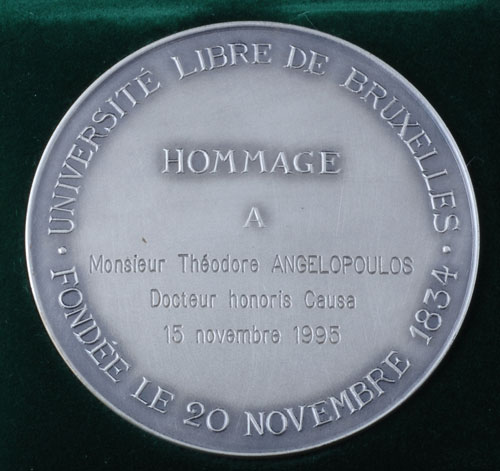 · UNIVERSITÉ LIBRE DE BRUXELLES ·
HOMMAGE
A
Monsieur Théodore ANGELOPOULOS
Docteur honoris Causa
15 novembre 1995
FONDÉE LE 20 NOVEMBRE 1834